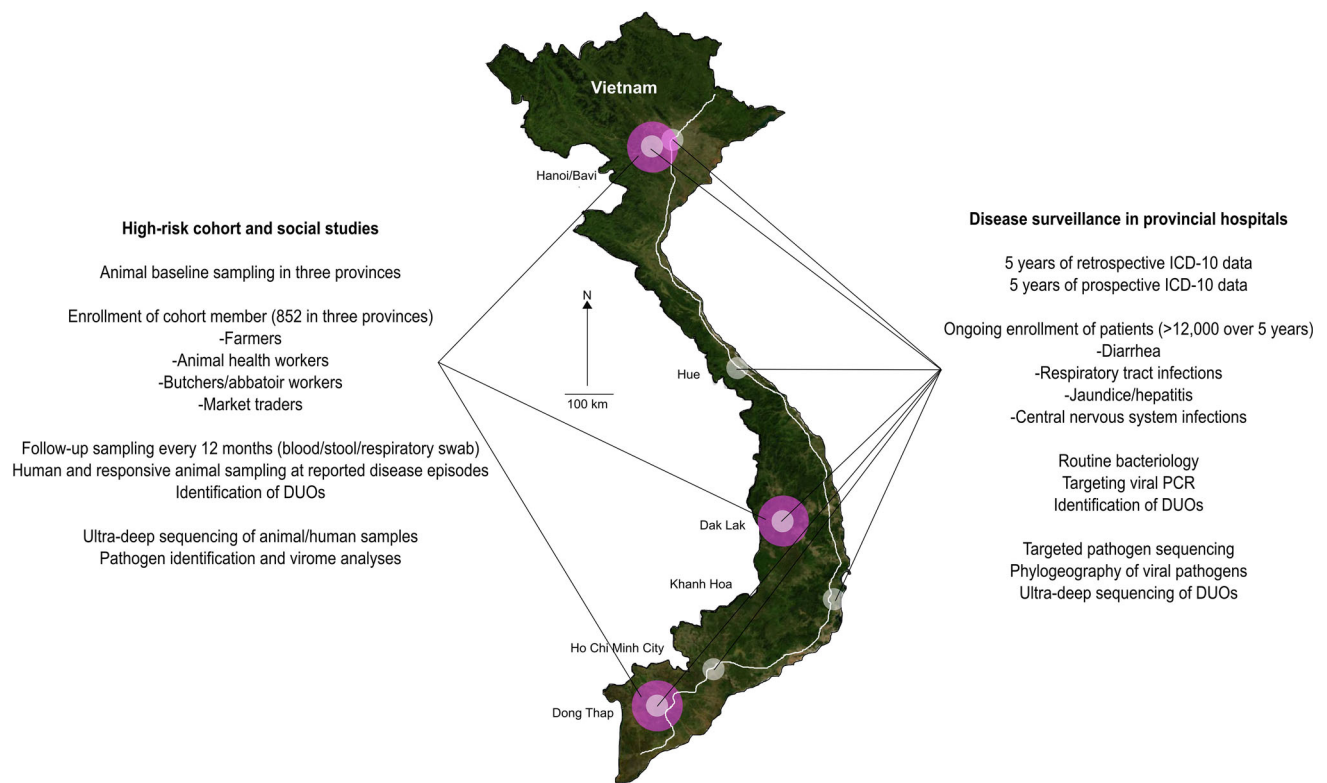 Vietnam
Hanoi/Bavi
High-risk cohort and social studies
Animal baseline sampling in three provinces
Enrollment of cohort member (852 in three provinces)
-Farmers
-Animal health workers
-Butchers/abbatoir workers
-Market traders
Follow-up sampling every 12 months (blood/stool/respiratory swab)
Human and responsive animal sampling at reported disease episodes
Identification of DUOs
Ultra-deep sequencing of animal/human samples
Pathogen identification and virome analyses
N
100 km
Hue
Dak Lak
Khanh Hoa
Ho Chi Minh City
Dong Thap
Disease surveillance in provincial hospitals
5 years of retrospective ICD-10 data
5 years of prospective ICD-10 data
Ongoing enrollment of patients (>12,000 over 5 years)
-Diarrhea
-Respiratory tract infections
-Jaundice/hepatitis
-Central nervous system infections
Routine bacteriology
Targeting viral PCR
Identification of DUOs
Targeted pathogen sequencing
Phylogeography of viral pathogens
Ultra-deep sequencing of DUOs